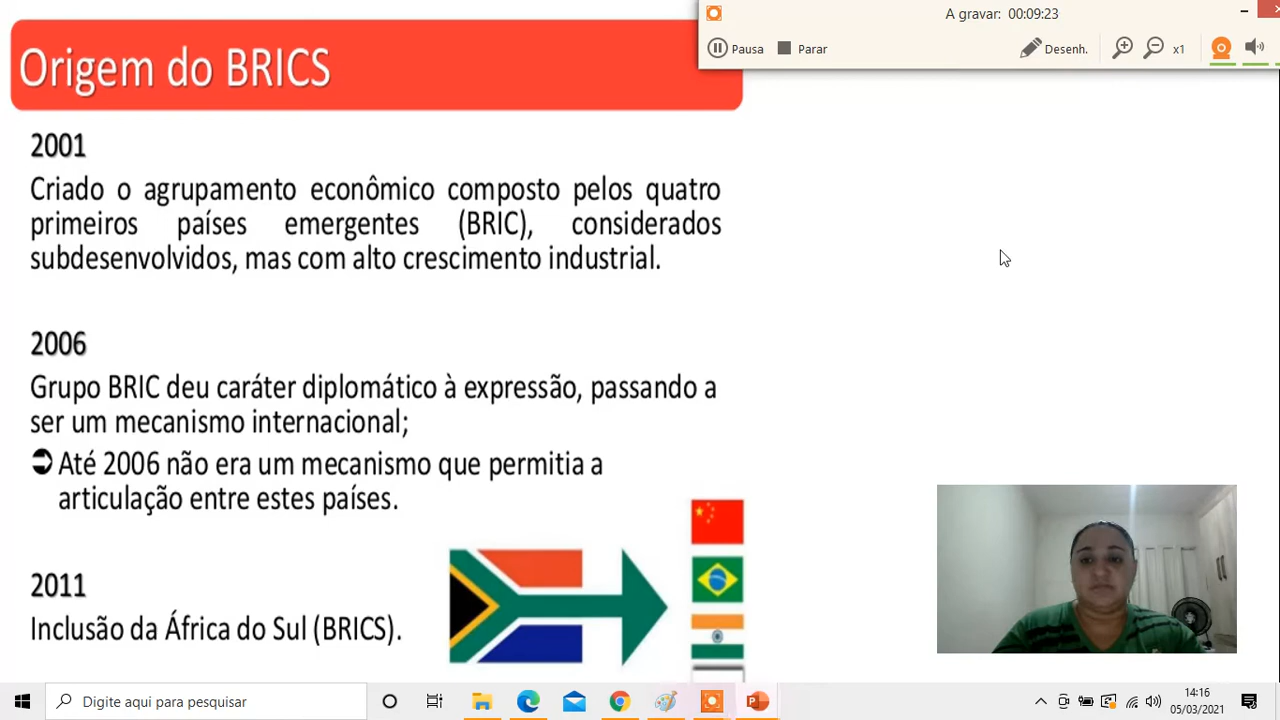 A gravar: 00:09:23
Pausa Parar Desenh. x1
Origem do BRICS
2001
Criado o agrupamento econômico composto pelos quatro
primeiros países emergentes (BRIC), considerados
subdesenvolvidos, mas com alto crescimento industrial.
2006
Grupo BRIC deu caráter diplomático à expressão, passando a
ser um mecanismo internacional;
Até 2006 não era um mecanismo que permitia a
articulação entre estes países.
2011
Inclusão da África do Sul (BRICS).
Digite aqui para pesquisar
14:16
05/03/2021